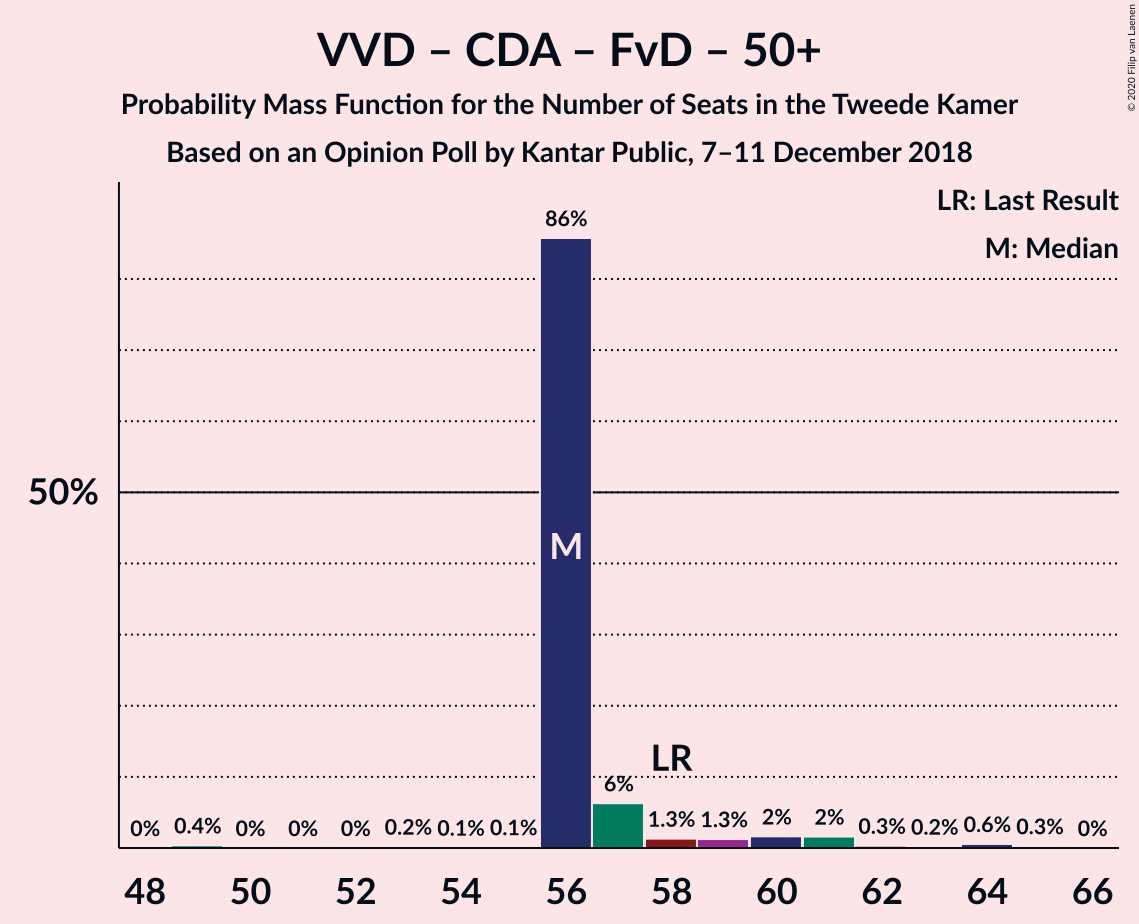 VVD – CDA – FvD – 50+
Probability Mass Function for the Number of Seats in the Tweede Kamer
Based on an Opinion Poll by Kantar Public, 7–11 December 2018
© 2020 Filip van Laenen
LR: Last Result
M: Median
86%
50%
M
LR
0% 0.4% 0% 0% 0% 0.2% 0.1% 0.1% 6% 1.3% 1.3% 2% 2% 0.3% 0.2% 0.6% 0.3% 0%
48 50 52 54 56 58 60 62 64 66